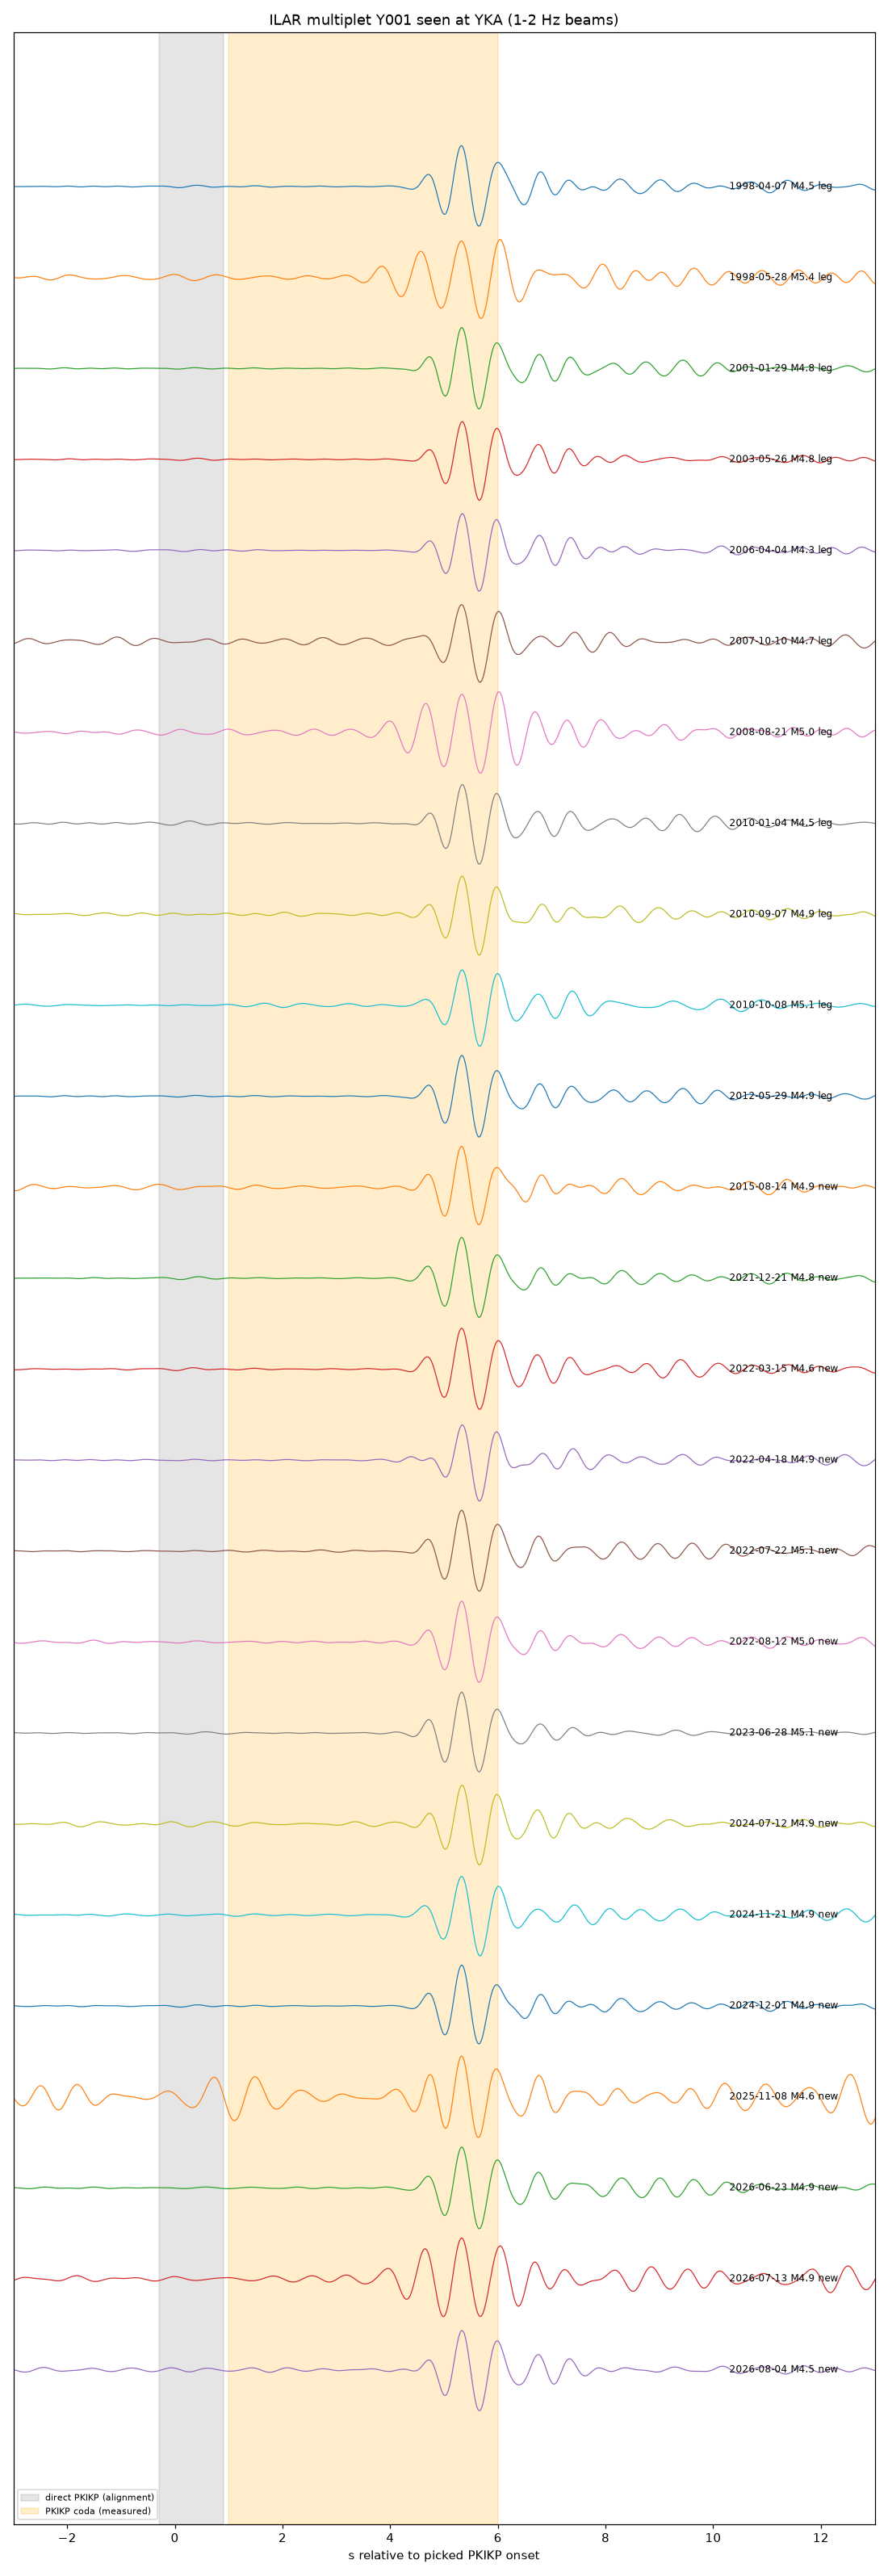 ILAR multiplet Y001 seen at YKA (1-2 Hz beams)
1998-04-07 M4.5 leg
1998-05-28 M5.4 leg
2001-01-29 M4.8 leg
2003-05-26 M4.8 leg
2006-04-04 M4.3 leg
2007-10-10 M4.7 leg
2008-08-21 M5.0 leg
2010-01-04 M4.5 leg
2010-09-07 M4.9 leg
2010-10-08 M5.1 leg
2012-05-29 M4.9 leg
2015-08-14 M4.9 new
2021-12-21 M4.8 new
2022-03-15 M4.6 new
2022-04-18 M4.9 new
2022-07-22 M5.1 new
2022-08-12 M5.0 new
2023-06-28 M5.1 new
2024-07-12 M4.9 new
2024-11-21 M4.9 new
2024-12-01 M4.9 new
2025-11-08 M4.6 new
2026-06-23 M4.9 new
2026-07-13 M4.9 new
2026-08-04 M4.5 new
direct PKIKP (alignment)
PKIKP coda (measured)
−2 0 2 4 6 8 10 12
s relative to picked PKIKP onset